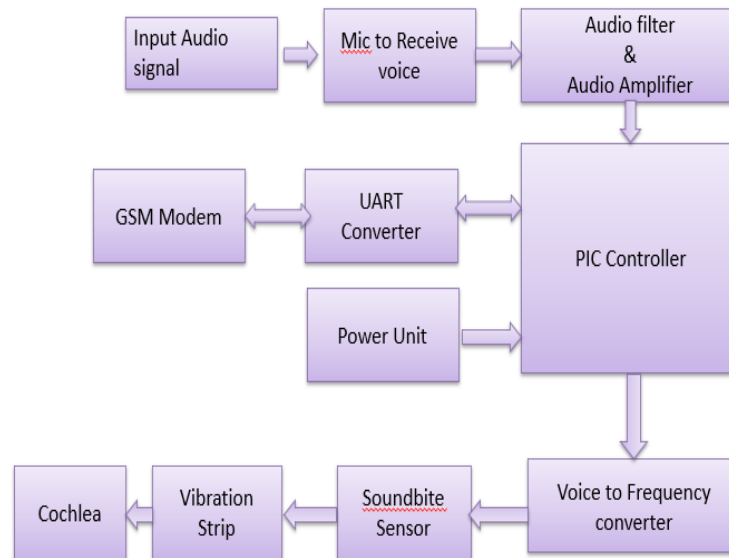 Input Audio
signal
Mic to Receive
voice
Audio filter
&
Audio Amplifier
GSM Modem
UART
Converter
PIC Controller
Power Unit
Cochlea
Vibration
Strip
Soundbite
Sensor
Voice to Frequency
converter